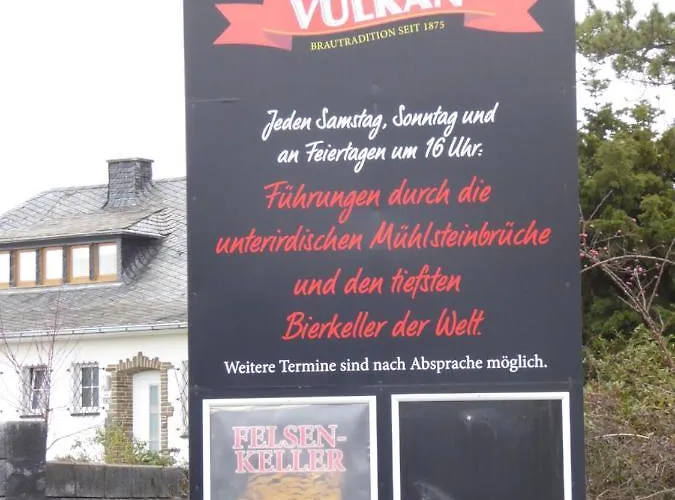 VULKAN
BRAUTRADITION SEIT 1875
Jeden Samstag, Sonntag und
an Feiertagen um 16 Uhr:
Führungen durch die
unterirdischen Mühlsteinbrüche
und den tiefsten
Bierkeller der Welt.
Weitere Termine sind nach Absprache möglich.
FELSEN-
KELLER